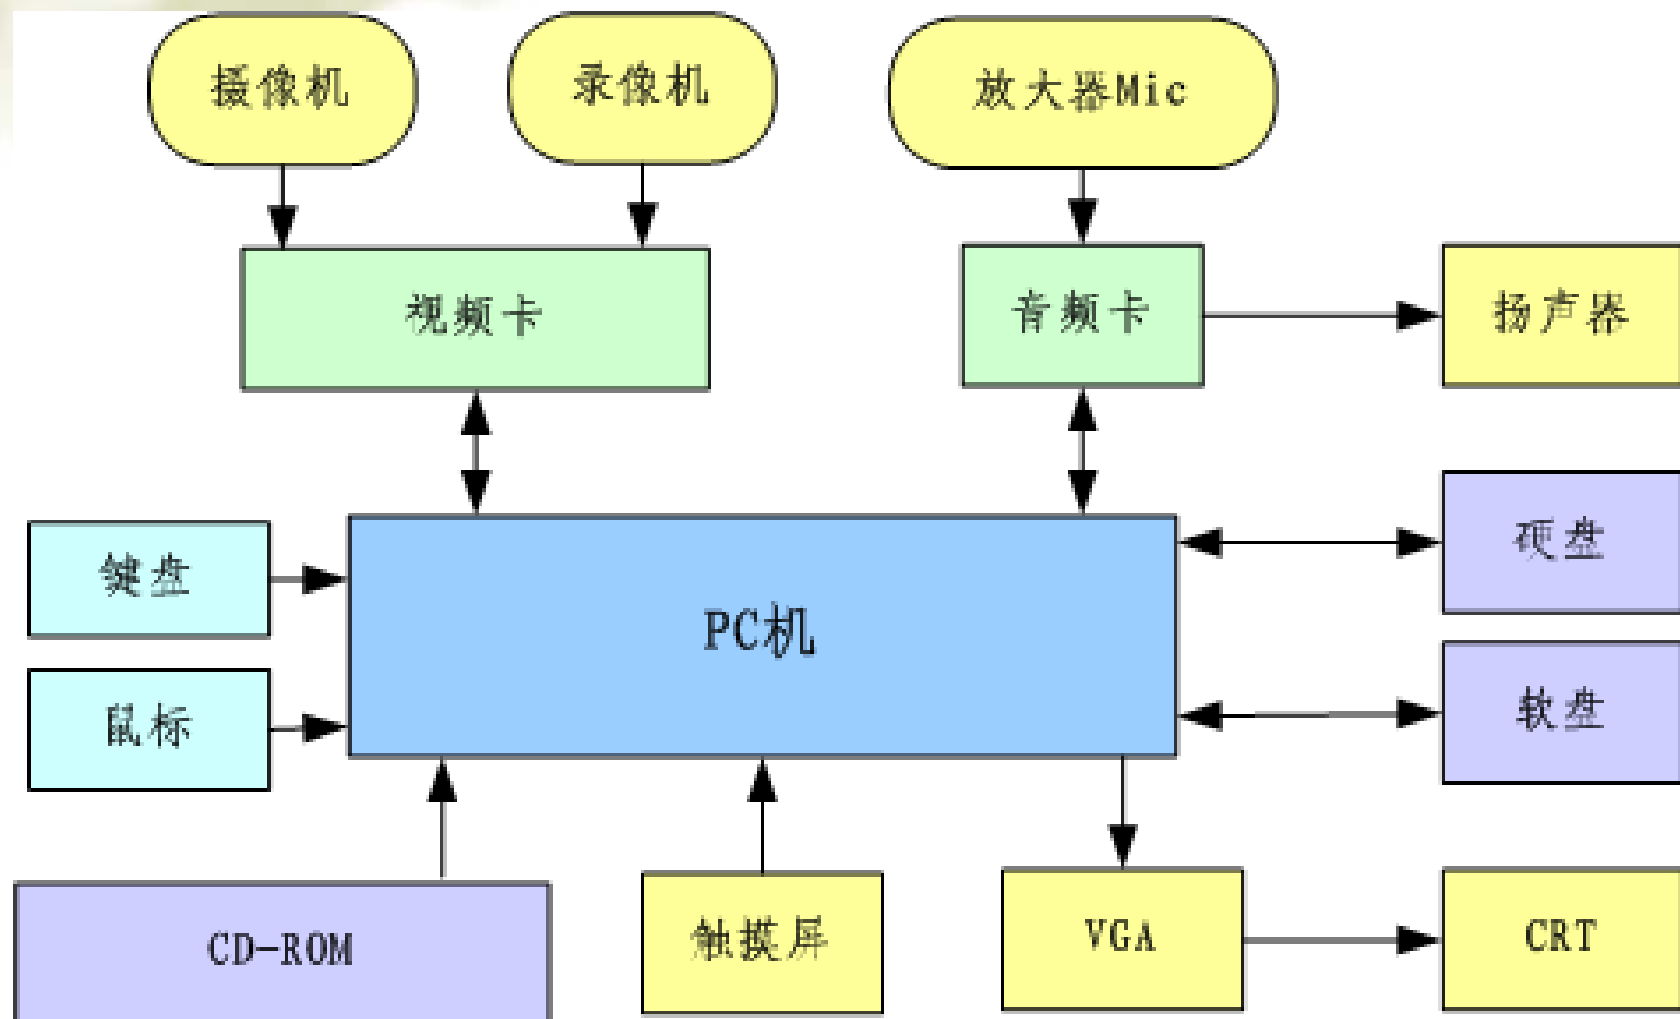 摄像机
录像机
放大器Mic
视频卡
音频卡
扬声器
键盘
PC机
硬盘
鼠标
软盘
CD-ROM
触摸屏
VGA
CRT